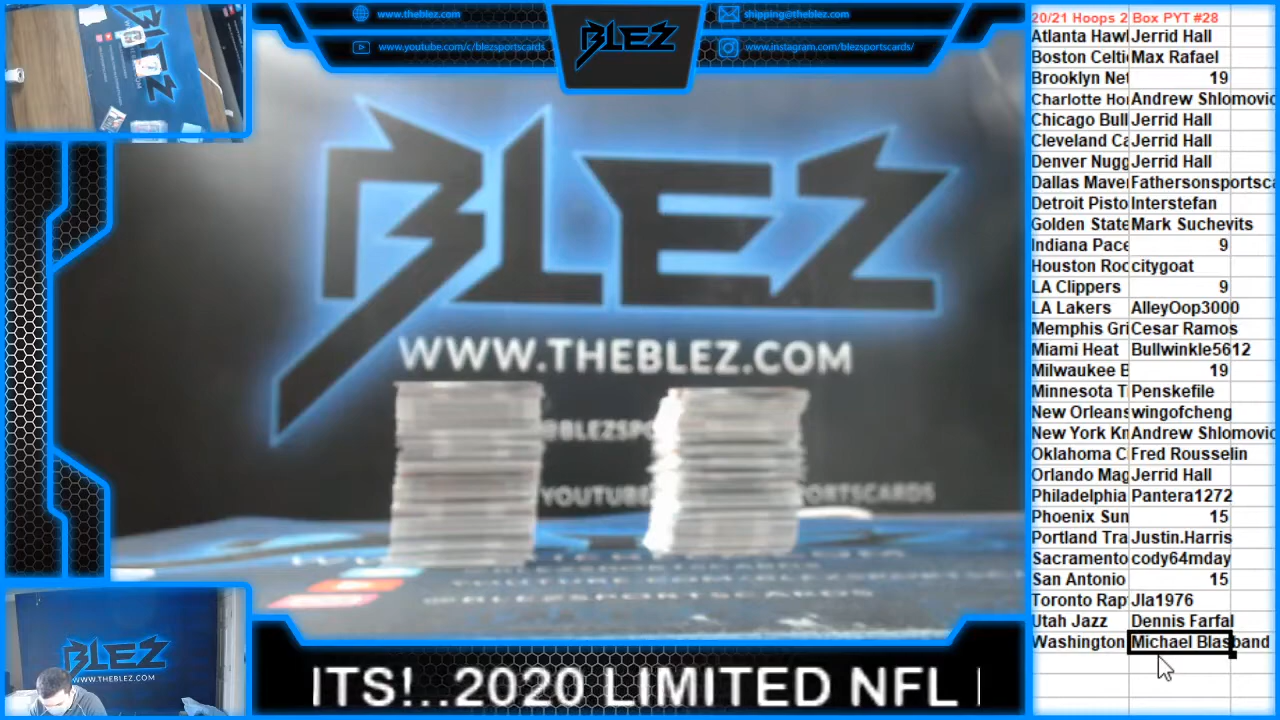 www.theblez.com
shipping@theblez.com
www.youtube.com/c/blezsportscards
www.instagram.com/blezsportscards/
BLEZ
BLEZ
WWW.THEBLEZ.COM
@BLEZSPO
YOUTUBE
PORTSCARDS
@BLEZSPORTSCARDS
BLEZ
BLEZ
WWW.THEBLEZ.COM
ITS!..2020 LIMITED NFL
20/21 Hoops 2 Box PYT #28
Atlanta Hawl Jerrid Hall
Boston Celti Max Rafael
Brooklyn Net 19
Charlotte Ho Andrew Shlomovic
Chicago Bull Jerrid Hall
Cleveland Ca Jerrid Hall
Denver Nugg Jerrid Hall
Dallas Maver Fathersonsportsca
Detroit Pisto Interstefan
Golden State Mark Suchevits
Indiana Pace 9
Houston Roc citygoat
LA Clippers 9
LA Lakers AlleyOop3000
Memphis Gri Cesar Ramos
Miami Heat Bullwinkle5612
Milwaukee B 19
Minnesota T Penskefile
New Orleans wingofcheng
New York Kn Andrew Shlomovic
Oklahoma C Fred Rousselin
Orlando Mag Jerrid Hall
Philadelphia Pantera1272
Phoenix Sun 15
Portland Tra Justin.Harris
Sacramento cody64mday
San Antonio 15
Toronto Rap Jla1976
Utah Jazz Dennis Farfal
Washington Michael Blasband